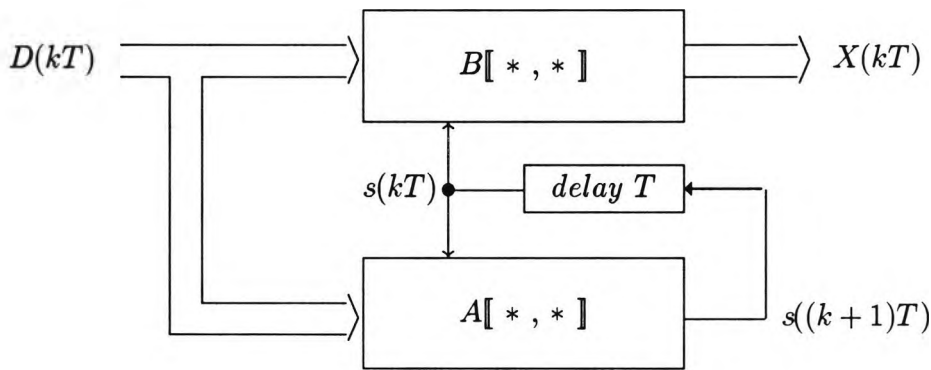 D(kT)
B⟦ * , * ⟧
X(kT)
s(kT)
delay T
A⟦ * , * ⟧
s((k + 1)T)